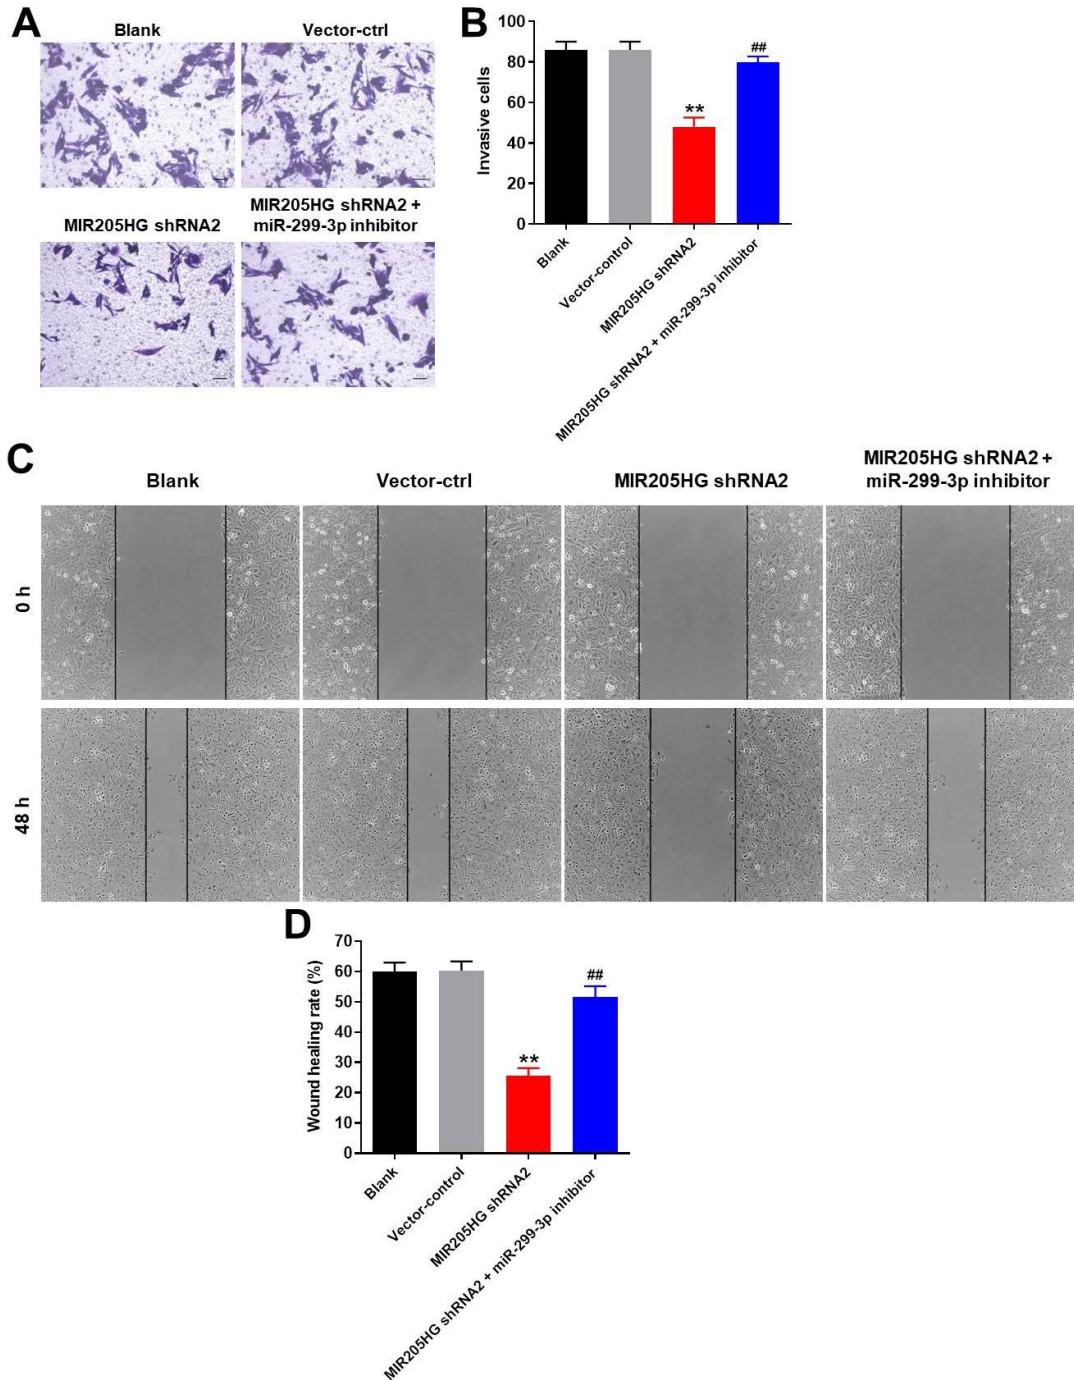 A
Blank
Vector-ctrl
MIR205HG shRNA2
MIR205HG shRNA2 +
miR-299-3p inhibitor
B
100
80
60
40
20
0
Invasive cells
**
##
Blank
Vector-control
MIR205HG shRNA2
MIR205HG shRNA2 + miR-299-3p inhibitor
C
Blank
Vector-ctrl
MIR205HG shRNA2
MIR205HG shRNA2 +
miR-299-3p inhibitor
0 h
48 h
D
70
60
50
40
30
20
10
0
Wound healing rate (%)
**
##
Blank
Vector-control
MIR205HG shRNA2
MIR205HG shRNA2 + miR-299-3p inhibitor